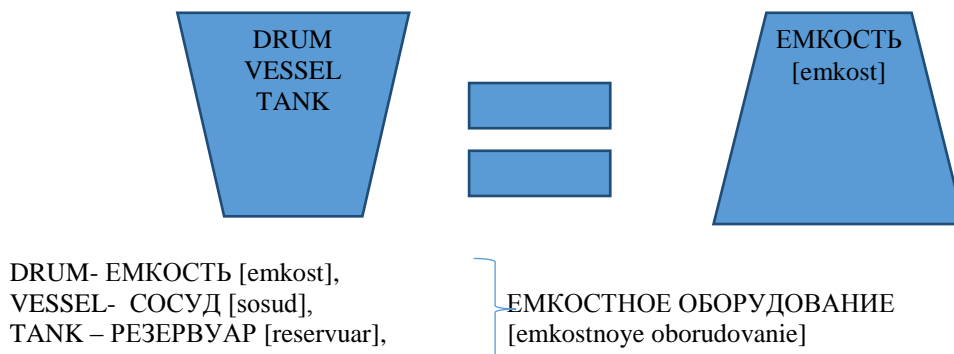 DRUM
VESSEL
TANK
ЕМКОСТЬ
[emkost]
DRUM- ЕМКОСТЬ [emkost],
VESSEL- СОСУД [sosud],
TANK – РЕЗЕРВУАР [reservuar],
ЕМКОСТНОЕ ОБОРУДОВАНИЕ
[emkostnoye oborudovanie]